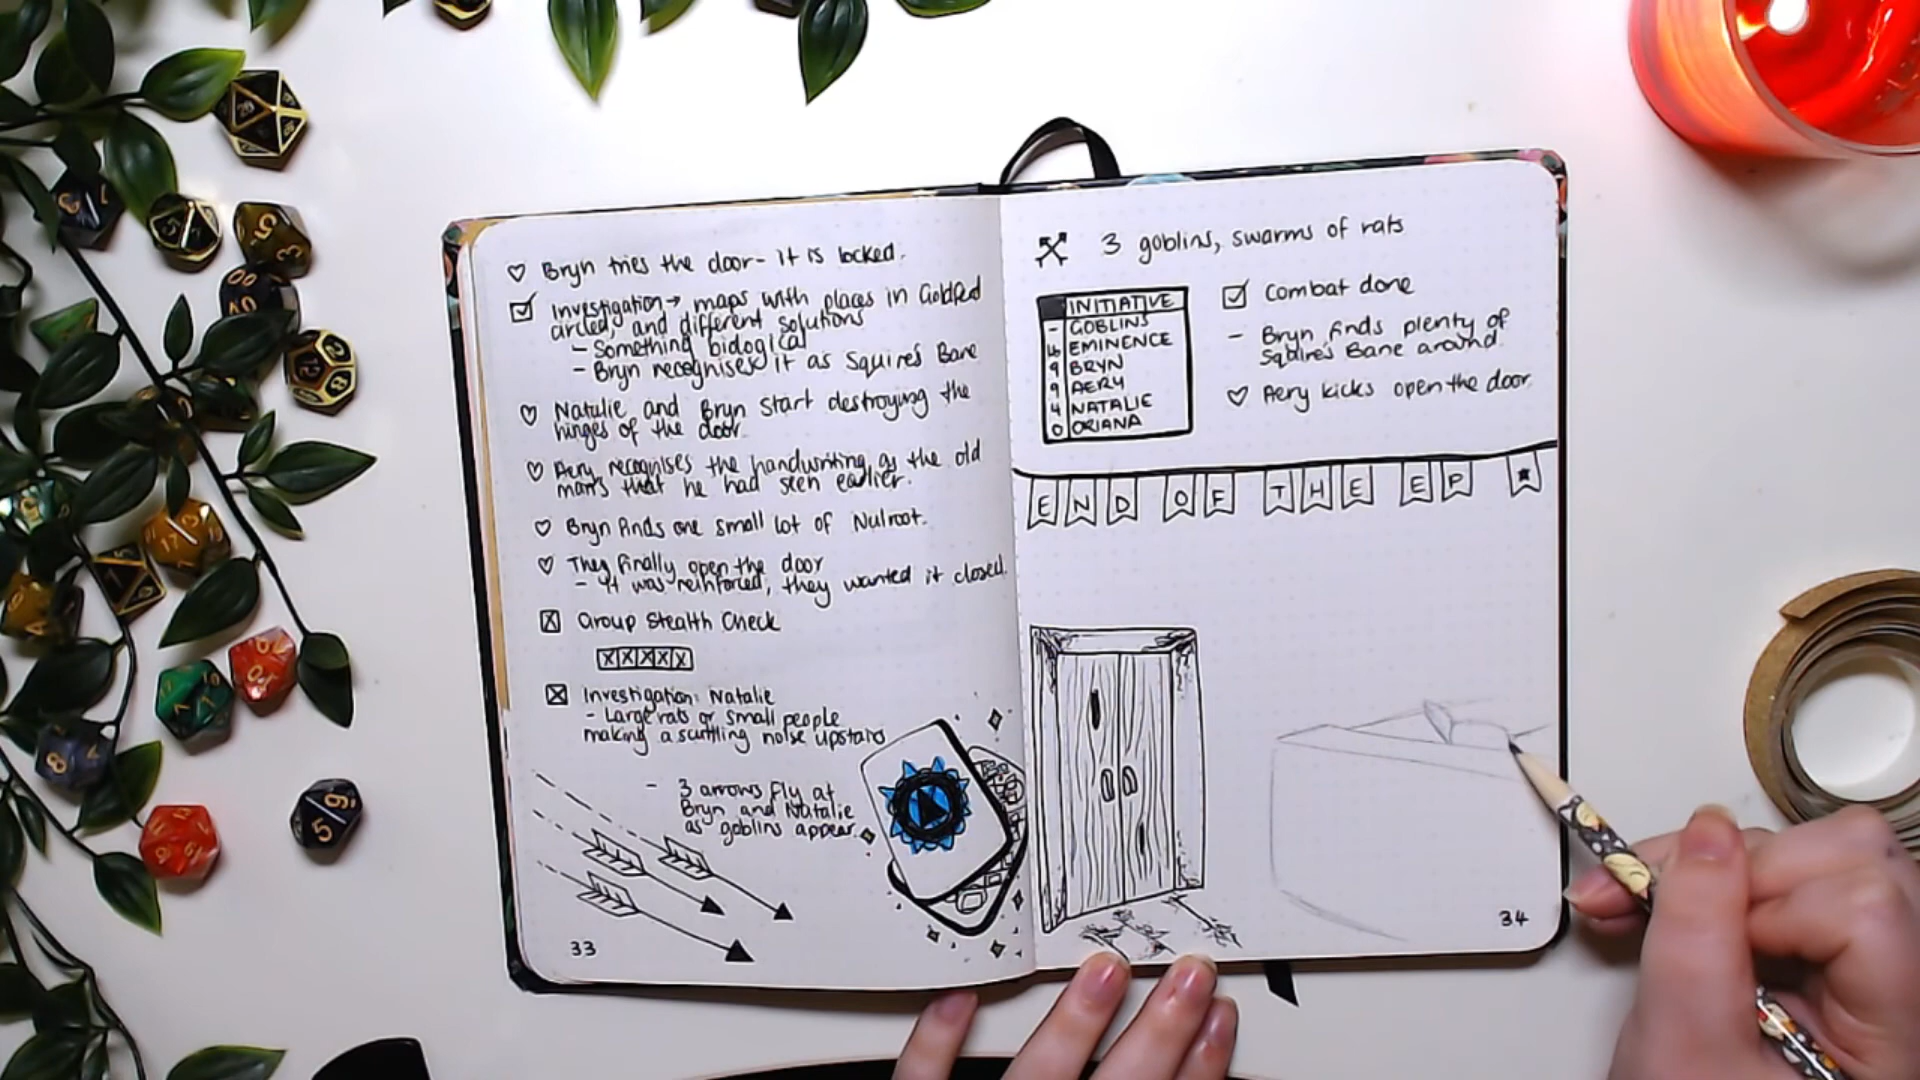 ♡ Bryn tries the door - it is locked.
☑ Investigation → maps with places in Goldred
circled, and different solutions
- Something biological
- Bryn recognises it as Squires Bane
♡ Natalie and Bryn start destroying the
hinges of the door.
♡ Aery recognises the handwriting as the old
mans that he had seen earlier.
♡ Bryn finds one small lot of Nulroot.
♡ They finally open the door
- It was reinforced, they wanted it closed.
☒ Group Stealth Check
XXXXX
☒ Investigation: Natalie
- Large rats or small people
making a scuttling noise upstairs
- 3 arrows fly at
Bryn and Natalie
as goblins appear.
33
3 goblins, swarms of rats
INITIATIVE
- GOBLINS
16 EMINENCE
9 BRYN
9 AERY
4 NATALIE
0 ORIANA
☑ Combat done
- Bryn finds plenty of
Squires Bane around.
♡ Aery kicks open the door.
END OF THE EP ★
34